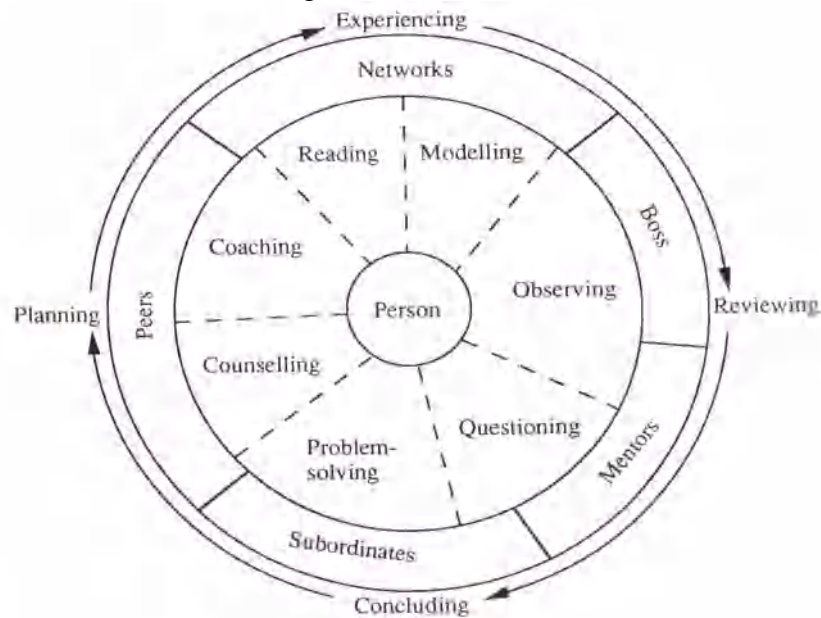 Experiencing
Networks
Reading
Modelling
Boss
Coaching
Observing
Person
Planning
Peers
Reviewing
Counselling
Questioning
Mentors
Problem-
solving
Subordinates
Concluding